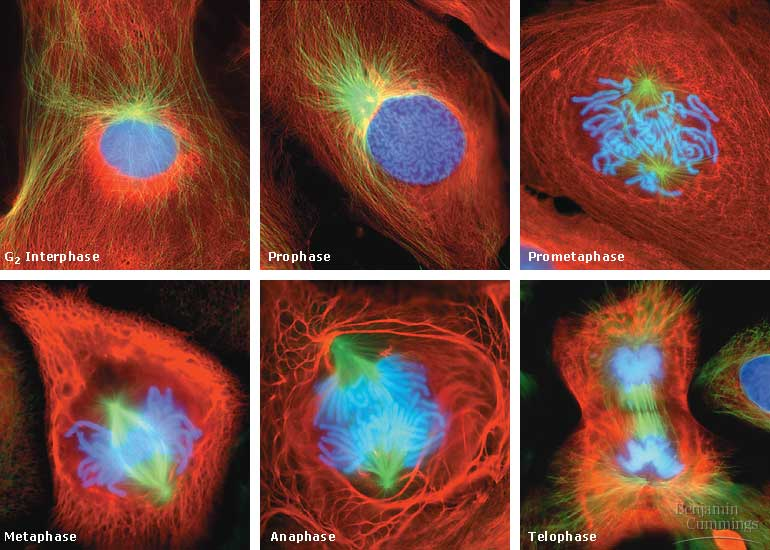 G2 Interphase
Prophase
Prometaphase
Metaphase
Anaphase
Telophase
Benjamin
Cummings